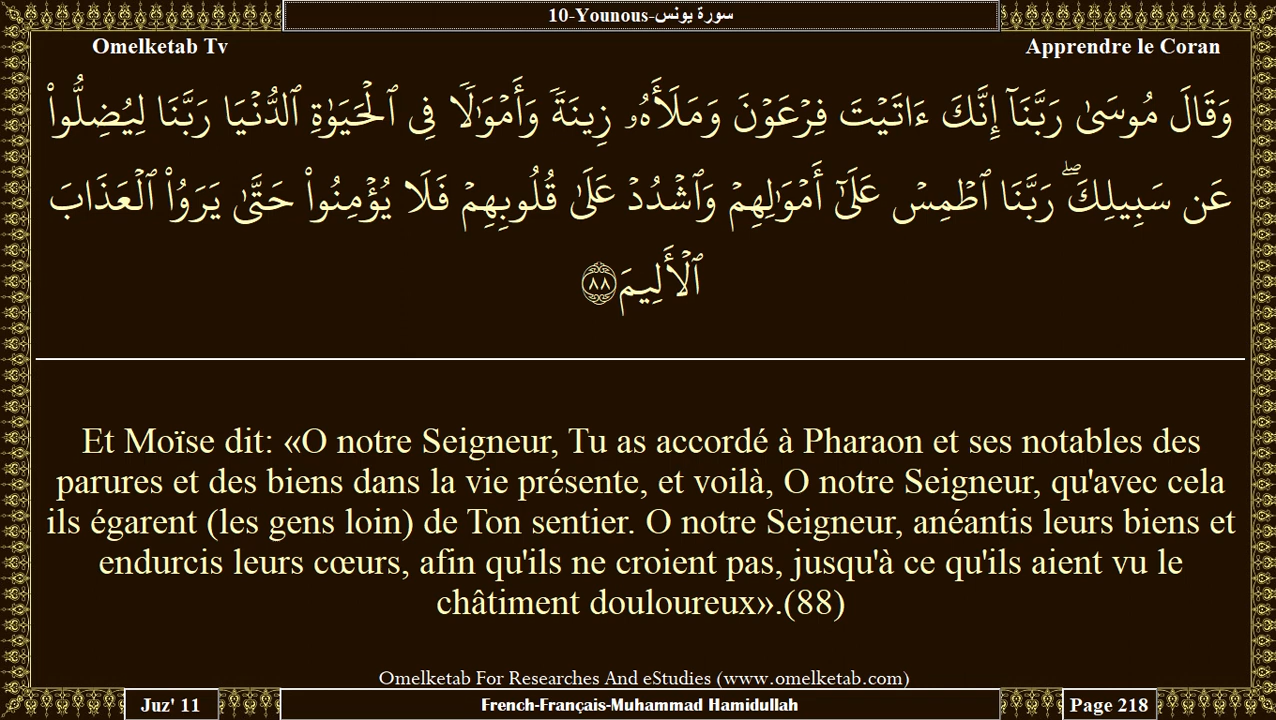 10-Younous-سورة يونس
Omelketab Tv
Apprendre le Coran
وَقَالَ مُوسَىٰ رَبَّنَآ إِنَّكَ ءَاتَيْتَ فِرْعَوْنَ وَمَلَأَهُۥ زِينَةً وَأَمْوَٰلًا فِى ٱلْحَيَوٰةِ ٱلدُّنْيَا رَبَّنَا لِيُضِلُّوا۟
عَن سَبِيلِكَ ۖ رَبَّنَا ٱطْمِسْ عَلَىٰٓ أَمْوَٰلِهِمْ وَٱشْدُدْ عَلَىٰ قُلُوبِهِمْ فَلَا يُؤْمِنُوا۟ حَتَّىٰ يَرَوُا۟ ٱلْعَذَابَ
ٱلْأَلِيمَ ٨٨
Et Moïse dit: «O notre Seigneur, Tu as accordé à Pharaon et ses notables des
parures et des biens dans la vie présente, et voilà, O notre Seigneur, qu'avec cela
ils égarent (les gens loin) de Ton sentier. O notre Seigneur, anéantis leurs biens et
endurcis leurs cœurs, afin qu'ils ne croient pas, jusqu'à ce qu'ils aient vu le
châtiment douloureux».(88)
Omelketab For Researches And eStudies (www.omelketab.com)
Juz' 11
French-Français-Muhammad Hamidullah
Page 218